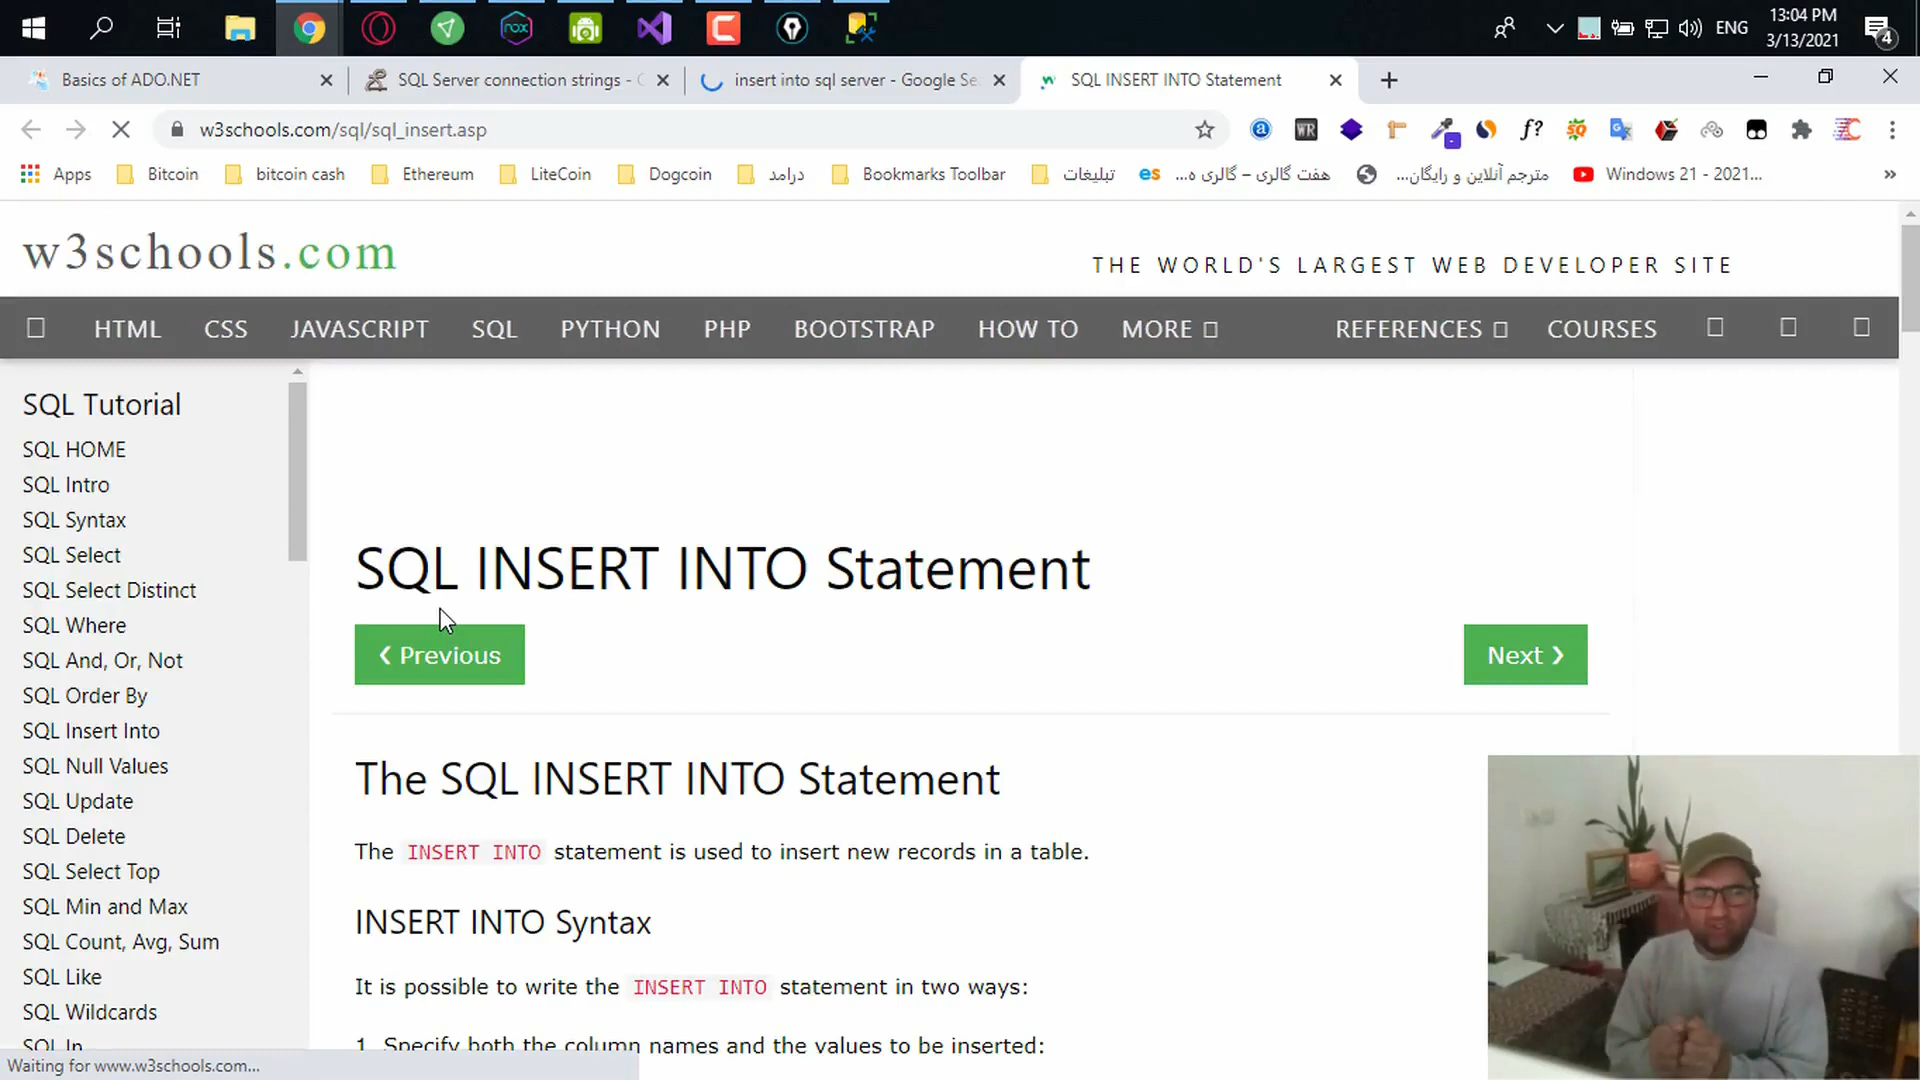 13:04 PM
ENG
3/13/2021
4
Basics of ADO.NET
SQL Server connection strings -
insert into sql server - Google Se
SQL INSERT INTO Statement
w3schools.com/sql/sql_insert.asp
Apps
Bitcoin
bitcoin cash
Ethereum
LiteCoin
Dogcoin
درامد
Bookmarks Toolbar
تبلیغات
هفت گالری – گالری ه...
مترجم آنلاین و رایگان...
Windows 21 - 2021...
w3schools.com
THE WORLD'S LARGEST WEB DEVELOPER SITE
HTML
CSS
JAVASCRIPT
SQL
PYTHON
PHP
BOOTSTRAP
HOW TO
MORE
REFERENCES
COURSES
SQL Tutorial
SQL HOME
SQL Intro
SQL Syntax
SQL Select
SQL Select Distinct
SQL Where
SQL And, Or, Not
SQL Order By
SQL Insert Into
SQL Null Values
SQL Update
SQL Delete
SQL Select Top
SQL Min and Max
SQL Count, Avg, Sum
SQL Like
SQL Wildcards
SQL In
SQL INSERT INTO Statement
❮ Previous
Next ❯
The SQL INSERT INTO Statement
The INSERT INTO statement is used to insert new records in a table.
INSERT INTO Syntax
It is possible to write the INSERT INTO statement in two ways:
1. Specify both the column names and the values to be inserted:
Waiting for www.w3schools.com...